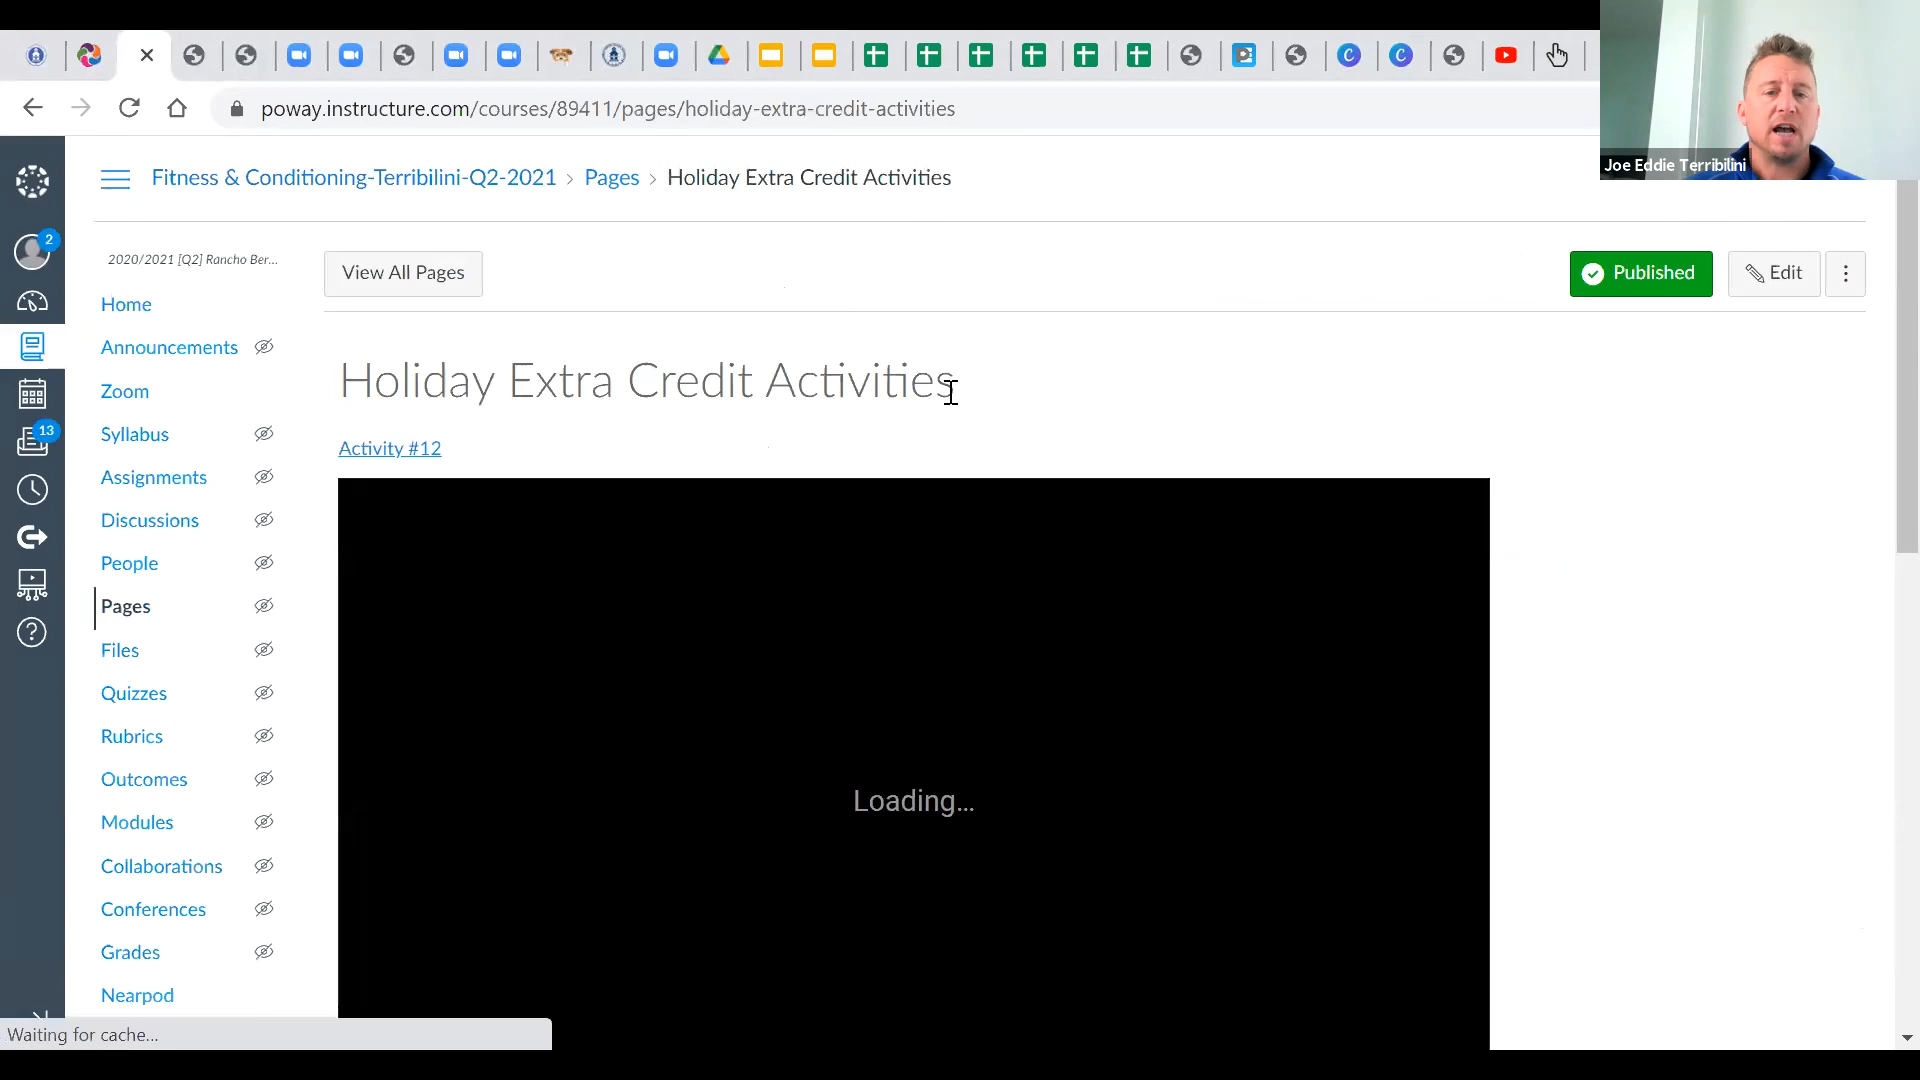 poway.instructure.com/courses/89411/pages/holiday-extra-credit-activities
Joe Eddie Terribilini
Fitness & Conditioning-Terribilini-Q2-2021 › Pages › Holiday Extra Credit Activities
2
13
2020/2021 [Q2] Rancho Ber...
Home
Announcements
Zoom
Syllabus
Assignments
Discussions
People
Pages
Files
Quizzes
Rubrics
Outcomes
Modules
Collaborations
Conferences
Grades
Nearpod
View All Pages
Published
Edit
Holiday Extra Credit Activities
Activity #12
Loading...
Waiting for cache...